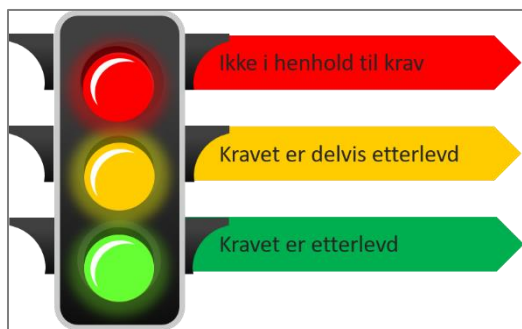 Ikke i henhold til krav
Kravet er delvis etterlevd
Kravet er etterlevd